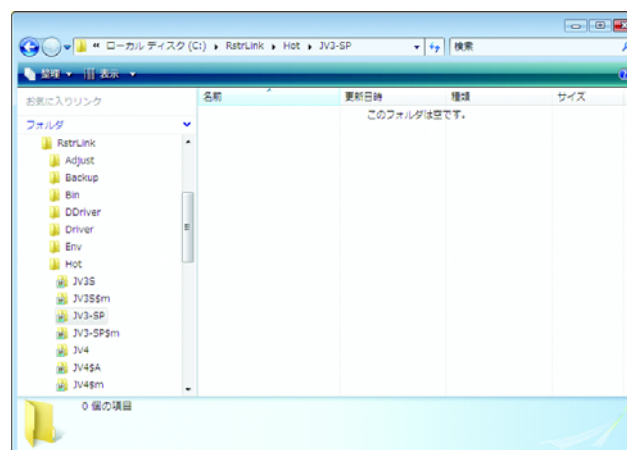 « ローカル ディスク (C:) ▸ RstrLink ▸ Hot ▸ JV3-SP
検索
整理 表示
お気に入りリンク
名前 更新日時 種類 サイズ
フォルダ
このフォルダは空です。
RstrLink
Adjust
Backup
Bin
DDriver
Driver
Env
Hot
JV3S
JV3S$m
JV3-SP
JV3-SP$m
JV4
JV4$A
JV4$m
0 個の項目